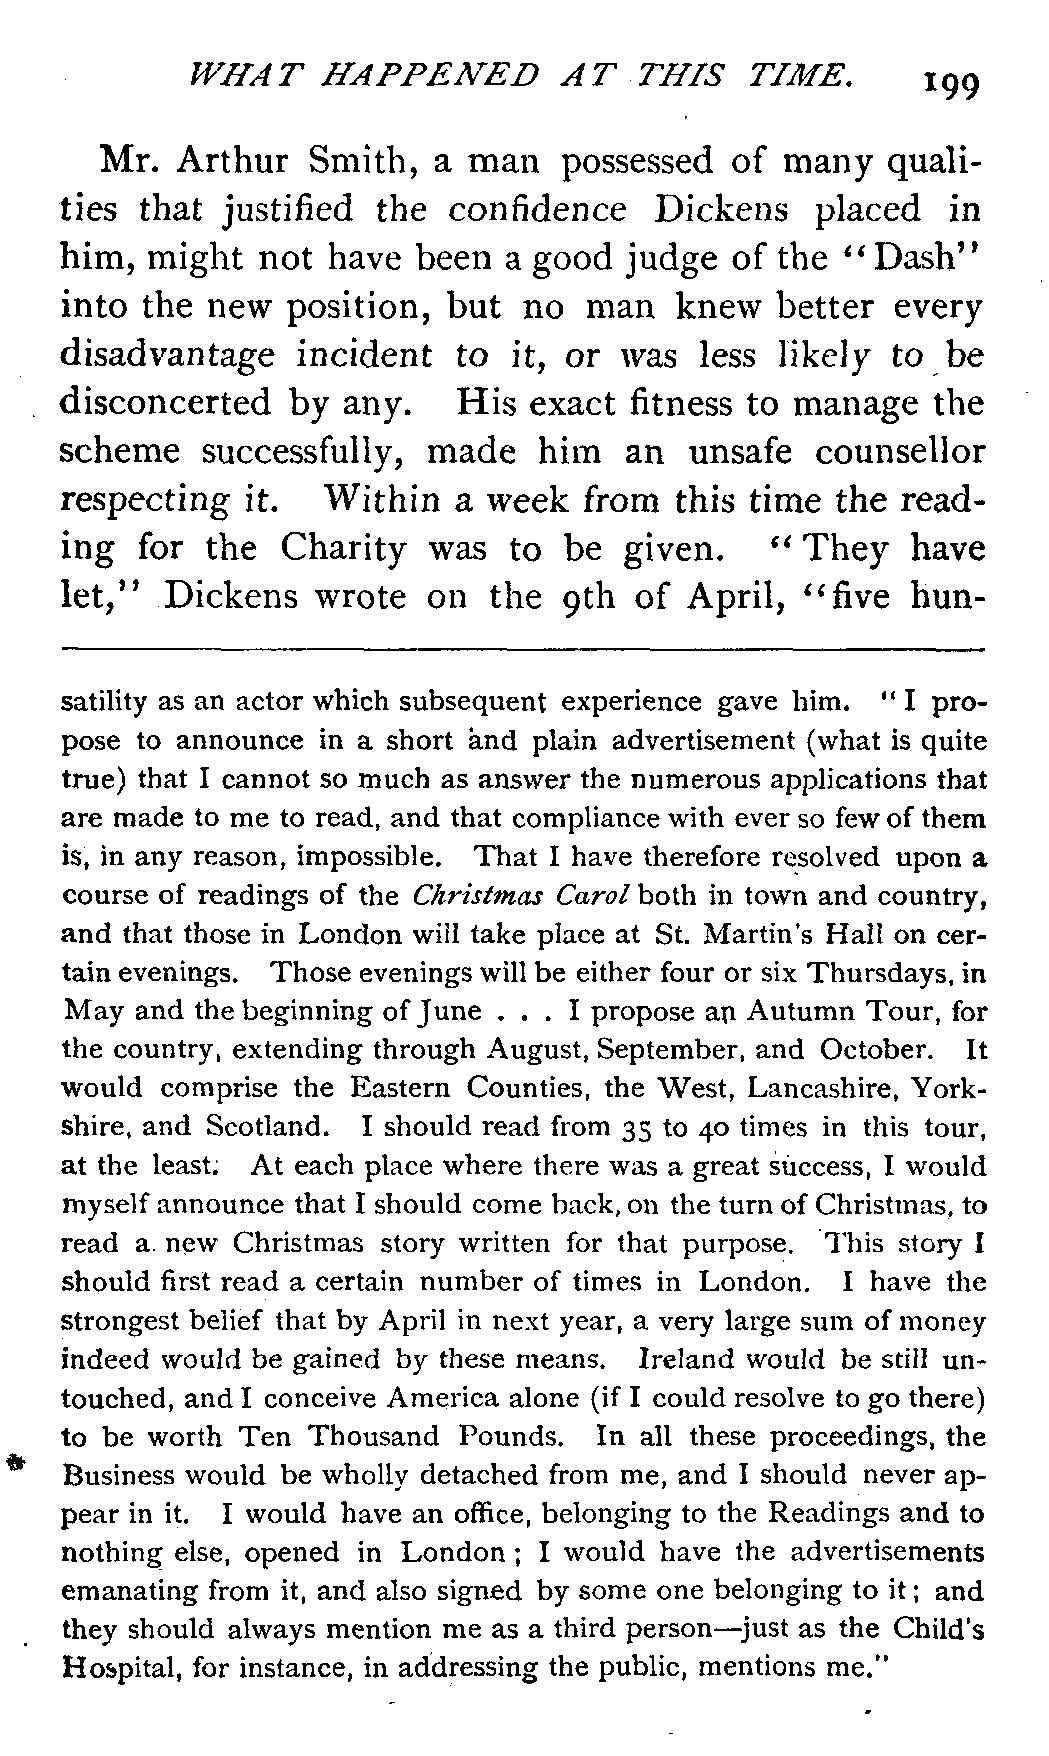 WHAT HAPPENED AT THIS TIME. 199
Mr. Arthur Smith, a man possessed of many quali-
ties that justified the confidence Dickens placed in
him, might not have been a good judge of the "Dash"
into the new position, but no man knew better every
disadvantage incident to it, or was less likely to be
disconcerted by any. His exact fitness to manage the
scheme successfully, made him an unsafe counsellor
respecting it. Within a week from this time the read-
ing for the Charity was to be given. "They have
let," Dickens wrote on the 9th of April, "five hun-
satility as an actor which subsequent experience gave him. "I pro-
pose to announce in a short and plain advertisement (what is quite
true) that I cannot so much as answer the numerous applications that
are made to me to read, and that compliance with ever so few of them
is, in any reason, impossible. That I have therefore resolved upon a
course of readings of the Christmas Carol both in town and country,
and that those in London will take place at St. Martin's Hall on cer-
tain evenings. Those evenings will be either four or six Thursdays, in
May and the beginning of June . . . I propose an Autumn Tour, for
the country, extending through August, September, and October. It
would comprise the Eastern Counties, the West, Lancashire, York-
shire, and Scotland. I should read from 35 to 40 times in this tour,
at the least. At each place where there was a great success, I would
myself announce that I should come back, on the turn of Christmas, to
read a new Christmas story written for that purpose. This story I
should first read a certain number of times in London. I have the
strongest belief that by April in next year, a very large sum of money
indeed would be gained by these means. Ireland would be still un-
touched, and I conceive America alone (if I could resolve to go there)
to be worth Ten Thousand Pounds. In all these proceedings, the
Business would be wholly detached from me, and I should never ap-
pear in it. I would have an office, belonging to the Readings and to
nothing else, opened in London; I would have the advertisements
emanating from it, and also signed by some one belonging to it; and
they should always mention me as a third person—just as the Child's
Hospital, for instance, in addressing the public, mentions me."